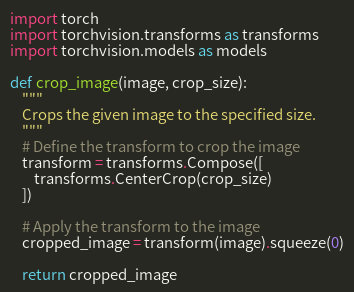 import torch
import torchvision.transforms as transforms
import torchvision.models as models

def crop_image(image, crop_size):
    """
    Crops the given image to the specified size.
    """
    # Define the transform to crop the image
    transform = transforms.Compose([
        transforms.CenterCrop(crop_size)
    ])

    # Apply the transform to the image
    cropped_image = transform(image).squeeze(0)

    return cropped_image